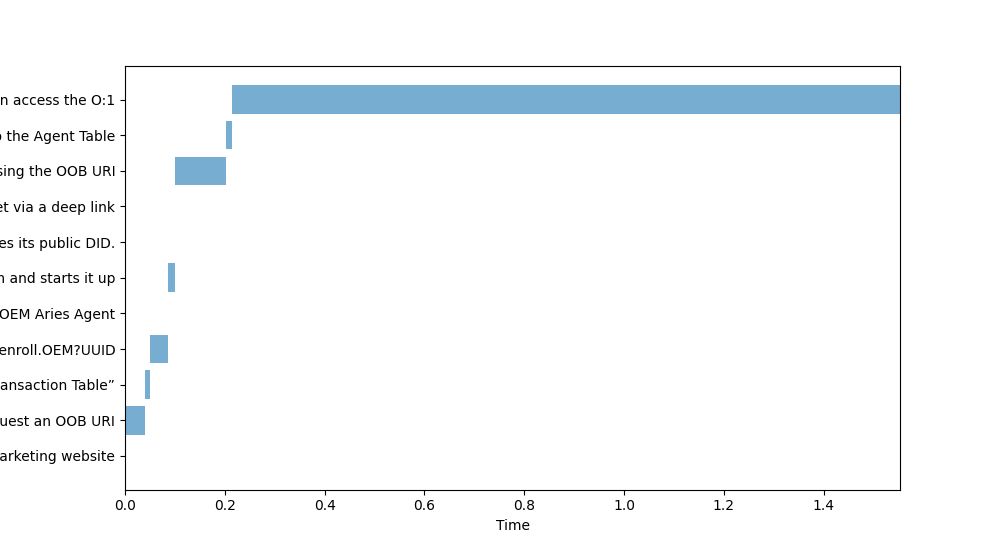 n access the O:1
the Agent Table
sing the OOB URI
et via a deep link
es its public DID.
n and starts it up
OEM Aries Agent
enroll.OEM?UUID
ansaction Table”
uest an OOB URI
arketing website
0.0 0.2 0.4 0.6 0.8 1.0 1.2 1.4
Time